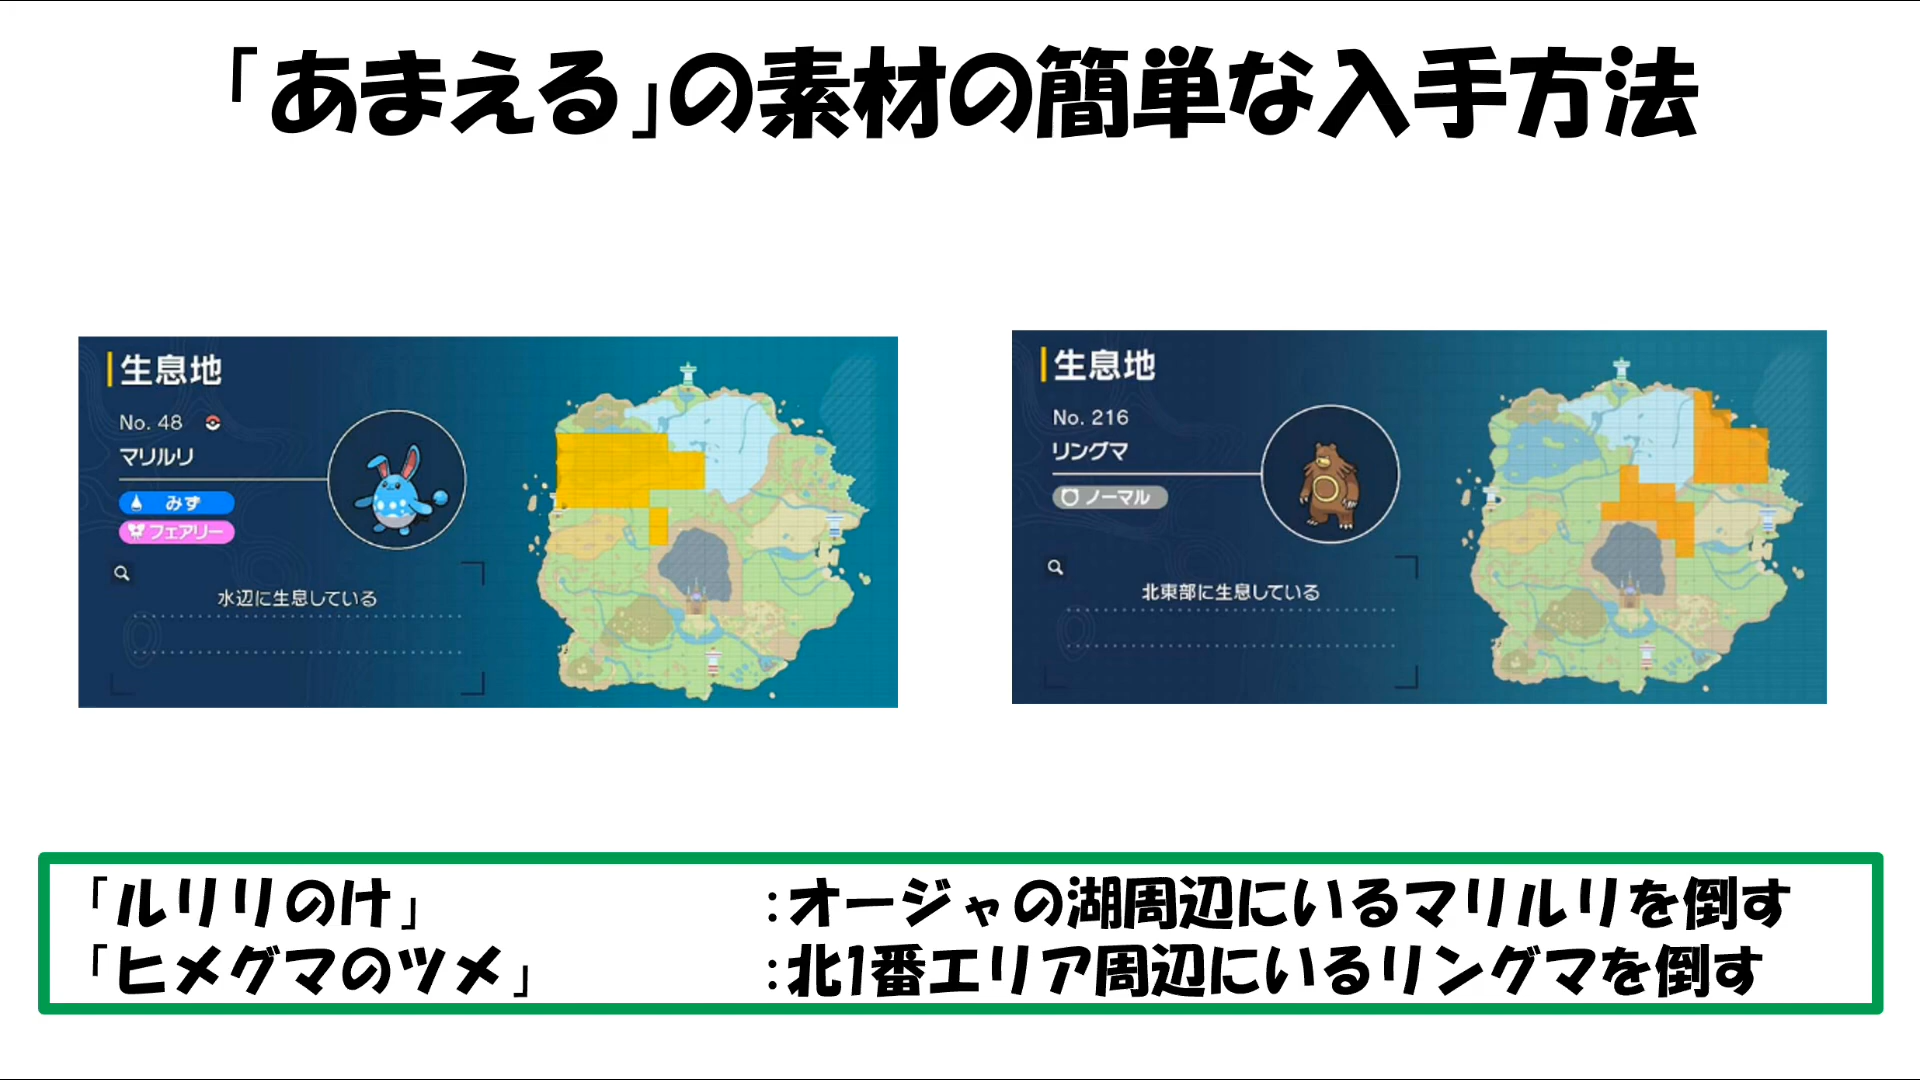 「あまえる」の素材の簡単な入手方法
生息地
No. 48
マリルリ
みず
フェアリー
水辺に生息している
生息地
No. 216
リングマ
ノーマル
北東部に生息している
「ルリリのけ」 :オージャの湖周辺にいるマリルリを倒す
「ヒメグマのツメ」 :北1番エリア周辺にいるリングマを倒す